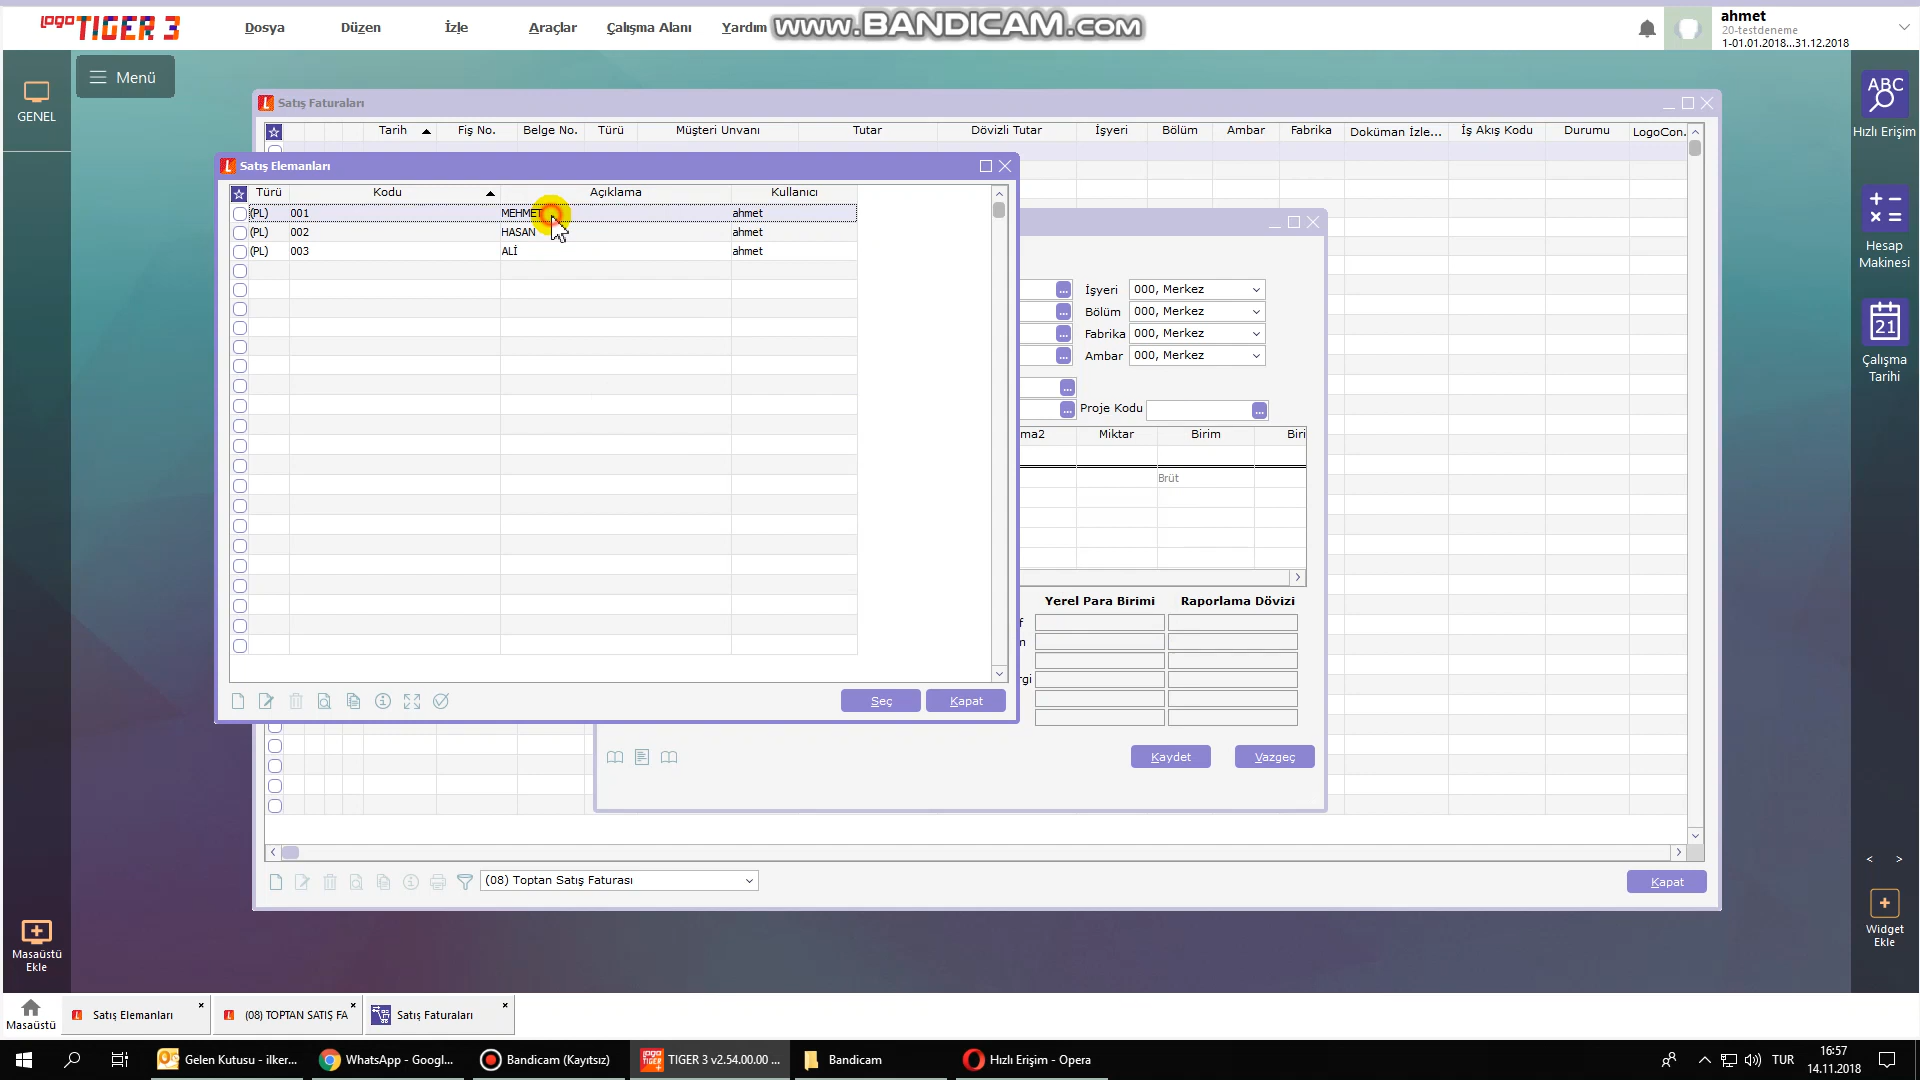 LOGO TIGER 3
Dosya Düzen İzle Araçlar Çalışma Alanı Yardım
www.BANDICAM.com
ahmet
20-testdeneme
1-01.01.2018...31.12.2018
Menü
GENEL
Satış Faturaları
Tarih Fiş No. Belge No. Türü Müşteri Unvanı Tutar Dövizli Tutar İşyeri Bölüm Ambar Fabrika Doküman İzle... İş Akış Kodu Durumu LogoCon.
Satış Elemanları
Türü Kodu Açıklama Kullanıcı
(PL) 001 MEHMET ahmet
(PL) 002 HASAN ahmet
(PL) 003 ALİ ahmet
Seç Kapat
... İşyeri 000, Merkez
... Bölüm 000, Merkez
... Fabrika 000, Merkez
... Ambar 000, Merkez
...
... Proje Kodu ...
ma2 Miktar Birim Biri
Brüt
Yerel Para Birimi Raporlama Dövizi
f
m
rgi
Kaydet Vazgeç
(08) Toptan Satış Faturası
Kapat
ABC
Hızlı Erişim
Hesap
Makinesi
21
Çalışma
Tarihi
< >
Widget
Ekle
Masaüstü
Ekle
Masaüstü
Satış Elemanları
(08) TOPTAN SATIŞ FA
Satış Faturaları
Gelen Kutusu - ilker...
WhatsApp - Googl...
Bandicam (Kayıtsız)
TIGER 3 v2.54.00.00 ...
Bandicam
Hızlı Erişim - Opera
TUR
16:57
14.11.2018